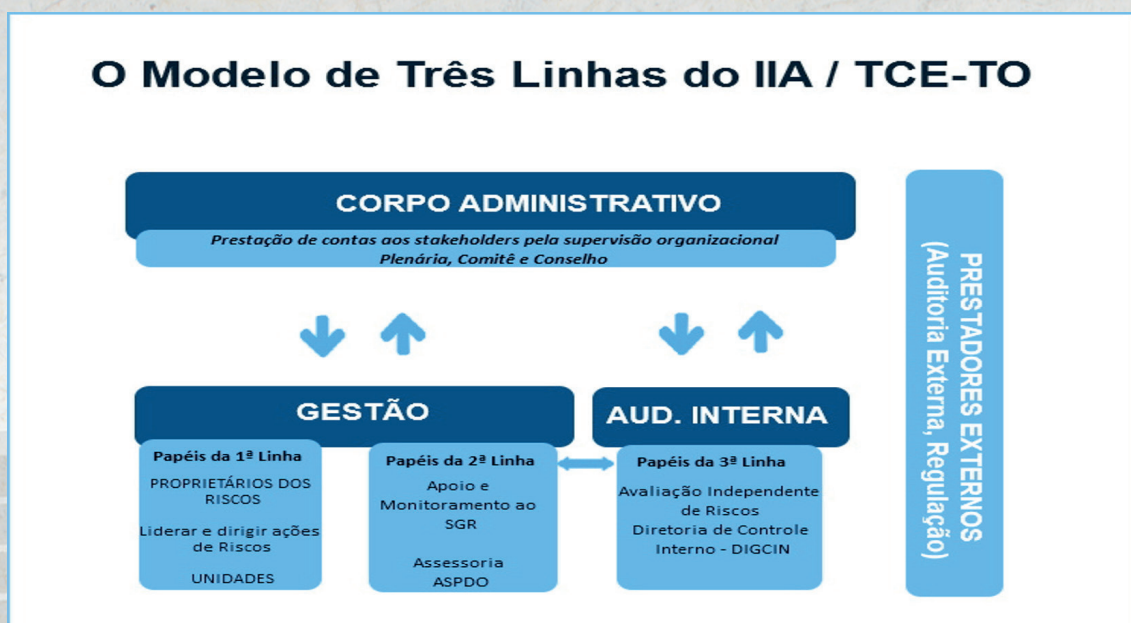 O Modelo de Três Linhas do IIA / TCE-TO
CORPO ADMINISTRATIVO
Prestação de contas aos stakeholders pela supervisão organizacional
Plenária, Comitê e Conselho
GESTÃO
Papéis da 1ª Linha
PROPRIETÁRIOS DOS
RISCOS
Liderar e dirigir ações
de Riscos
UNIDADES
Papéis da 2ª Linha
Apoio e
Monitoramento ao
SGR
Assessoria
ASPDO
AUD. INTERNA
Papéis da 3ª Linha
Avaliação Independente
de Riscos
Diretoria de Controle
Interno - DIGCIN
PRESTADORES EXTERNOS
(Auditoria Externa, Regulação)